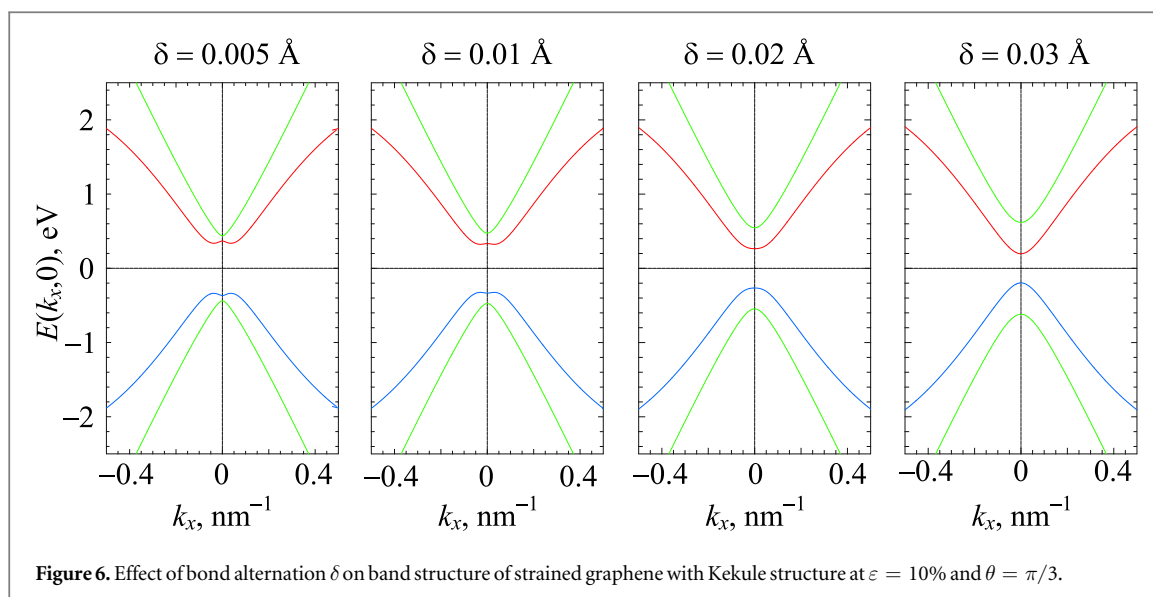 δ = 0.005 Å δ = 0.01 Å δ = 0.02 Å δ = 0.03 Å
E(kₓ,0), eV
2
1
0
−1
−2
−0.4 0 0.4 −0.4 0 0.4 −0.4 0 0.4 −0.4 0 0.4
kₓ, nm⁻¹ kₓ, nm⁻¹ kₓ, nm⁻¹ kₓ, nm⁻¹
Figure 6. Effect of bond alternation δ on band structure of strained graphene with Kekule structure at ε = 10% and θ = π/3.